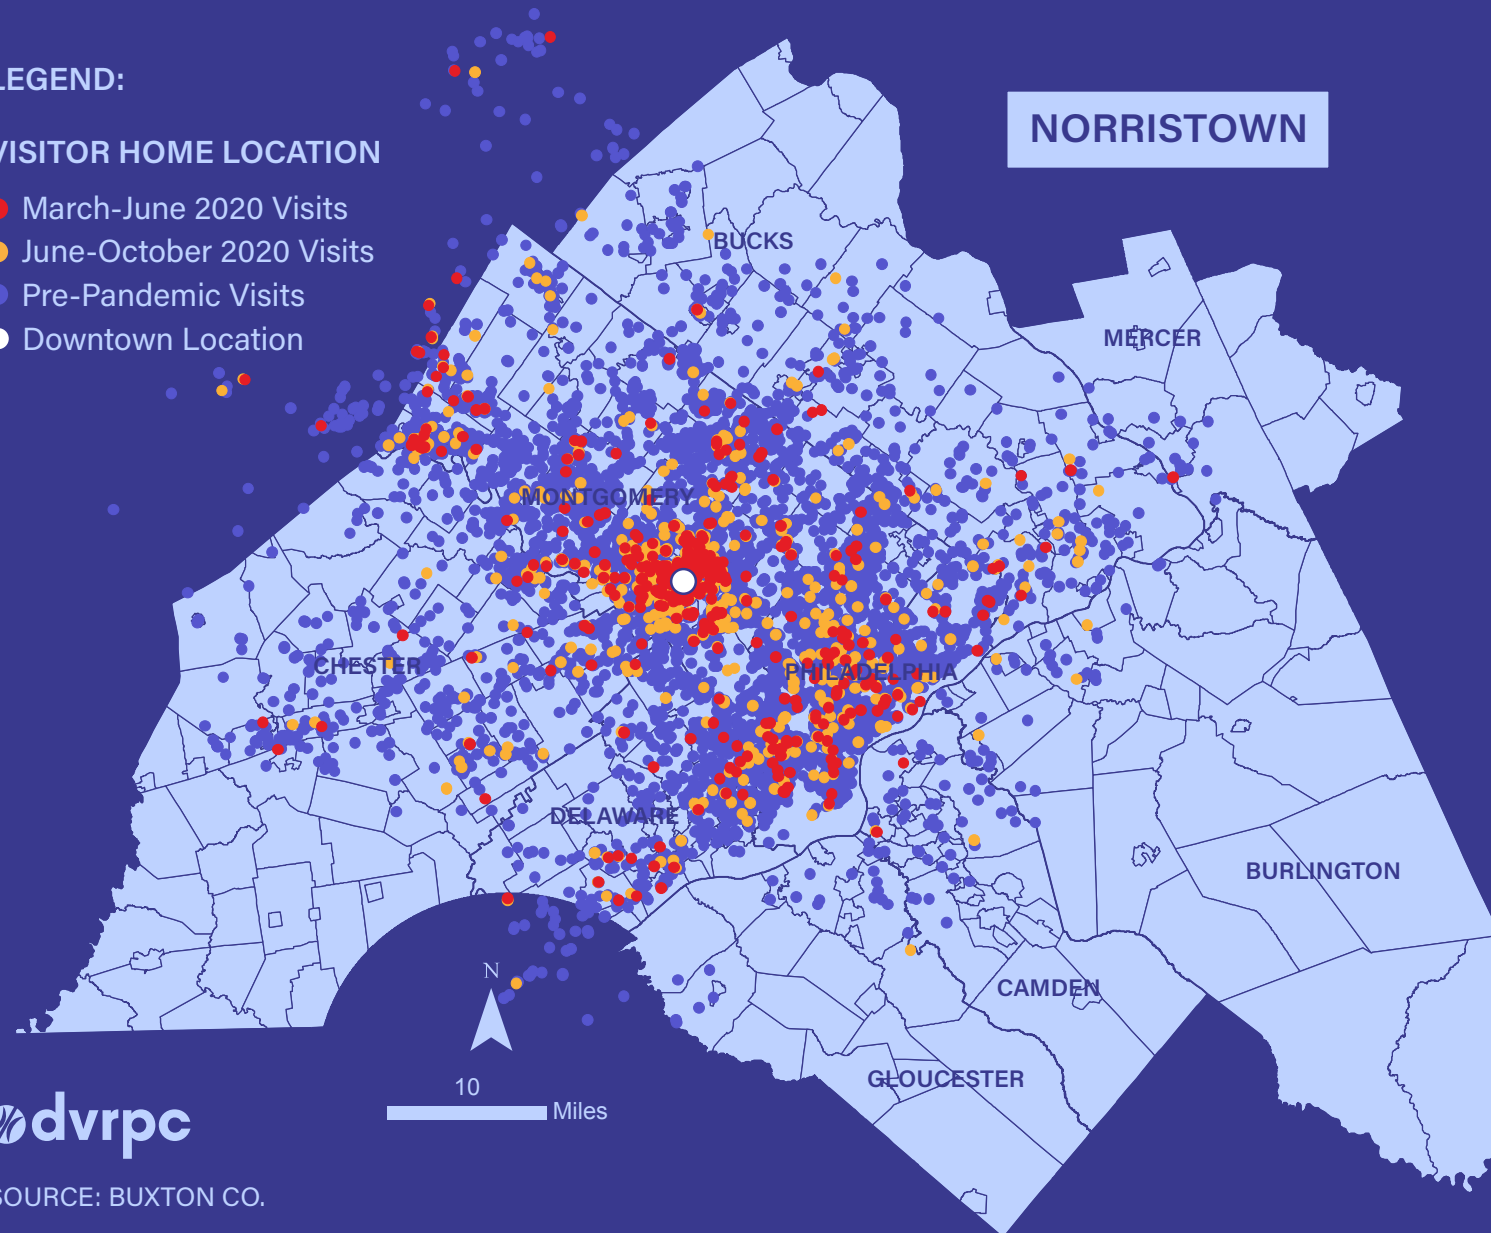 LEGEND:
VISITOR HOME LOCATION
March-June 2020 Visits
June-October 2020 Visits
Pre-Pandemic Visits
Downtown Location
NORRISTOWN
BUCKS
MERCER
MONTGOMERY
CHESTER
PHILADELPHIA
DELAWARE
BURLINGTON
CAMDEN
GLOUCESTER
N
10
Miles
dvrpc
SOURCE: BUXTON CO.